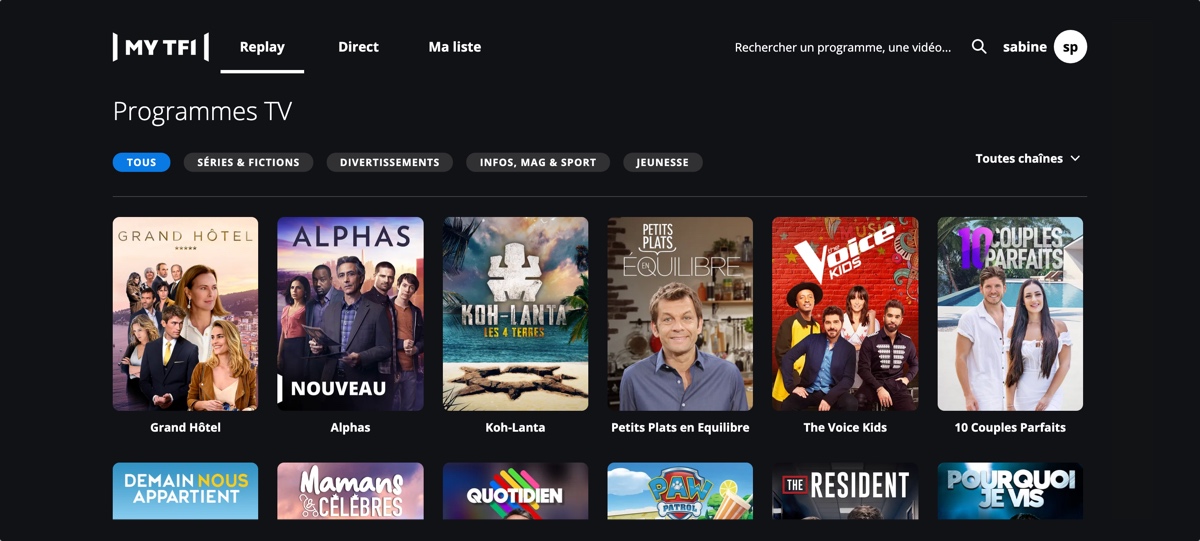 MY TF1
Replay
Direct
Ma liste
Rechercher un programme, une vidéo...
sabine
sp
Programmes TV
TOUS
SÉRIES & FICTIONS
DIVERTISSEMENTS
INFOS, MAG & SPORT
JEUNESSE
Toutes chaînes
GRAND HÔTEL
ALPHAS
NOUVEAU
KOH-LANTA
LES 4 TERRES
PETITS
PLATS
EN
ÉQUILIBRE
the
Voice
KIDS
10 COUPLES
PARFAITS
Grand Hôtel
Alphas
Koh-Lanta
Petits Plats en Equilibre
The Voice Kids
10 Couples Parfaits
DEMAIN NOUS
APPARTIENT
Mamans
& CÉLÈBRES
QUOTIDIEN
PAW
PATROL
THE RESIDENT
POURQUOI
JE VIS